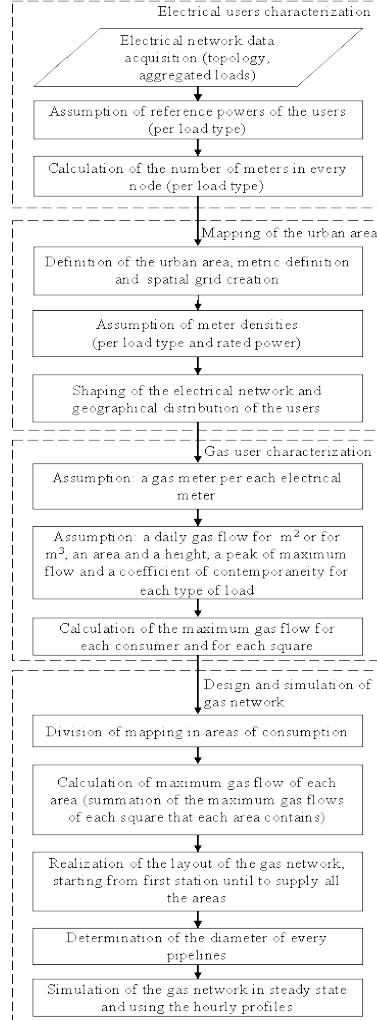 Electrical users characterization
Electrical network data
acquisition (topology,
aggregated loads)
Assumption of reference powers of the users
(per load type)
Calculation of the number of meters in every
node (per load type)
Mapping of the urban area
Definition of the urban area, metric definition
and spatial grid creation
Assumption of meter densities
(per load type and rated power)
Shaping of the electrical network and
geographical distribution of the users
Gas user characterization
Assumption: a gas meter per each electrical
meter
Assumption: a daily gas flow for m² or for
m³, an area and a height, a peak of maximum
flow and a coefficient of contemporaneity for
each type of load
Calculation of the maximum gas flow for
each consumer and for each square
Design and simulation of
gas network
Division of mapping in areas of consumption
Calculation of maximum gas flow of each
area (summation of the maximum gas flows
of each square that each area contains)
Realization of the layout of the gas network,
starting from first station until to supply all
the areas
Determination of the diameter of every
pipelines
Simulation of the gas network in steady state
and using the hourly profiles